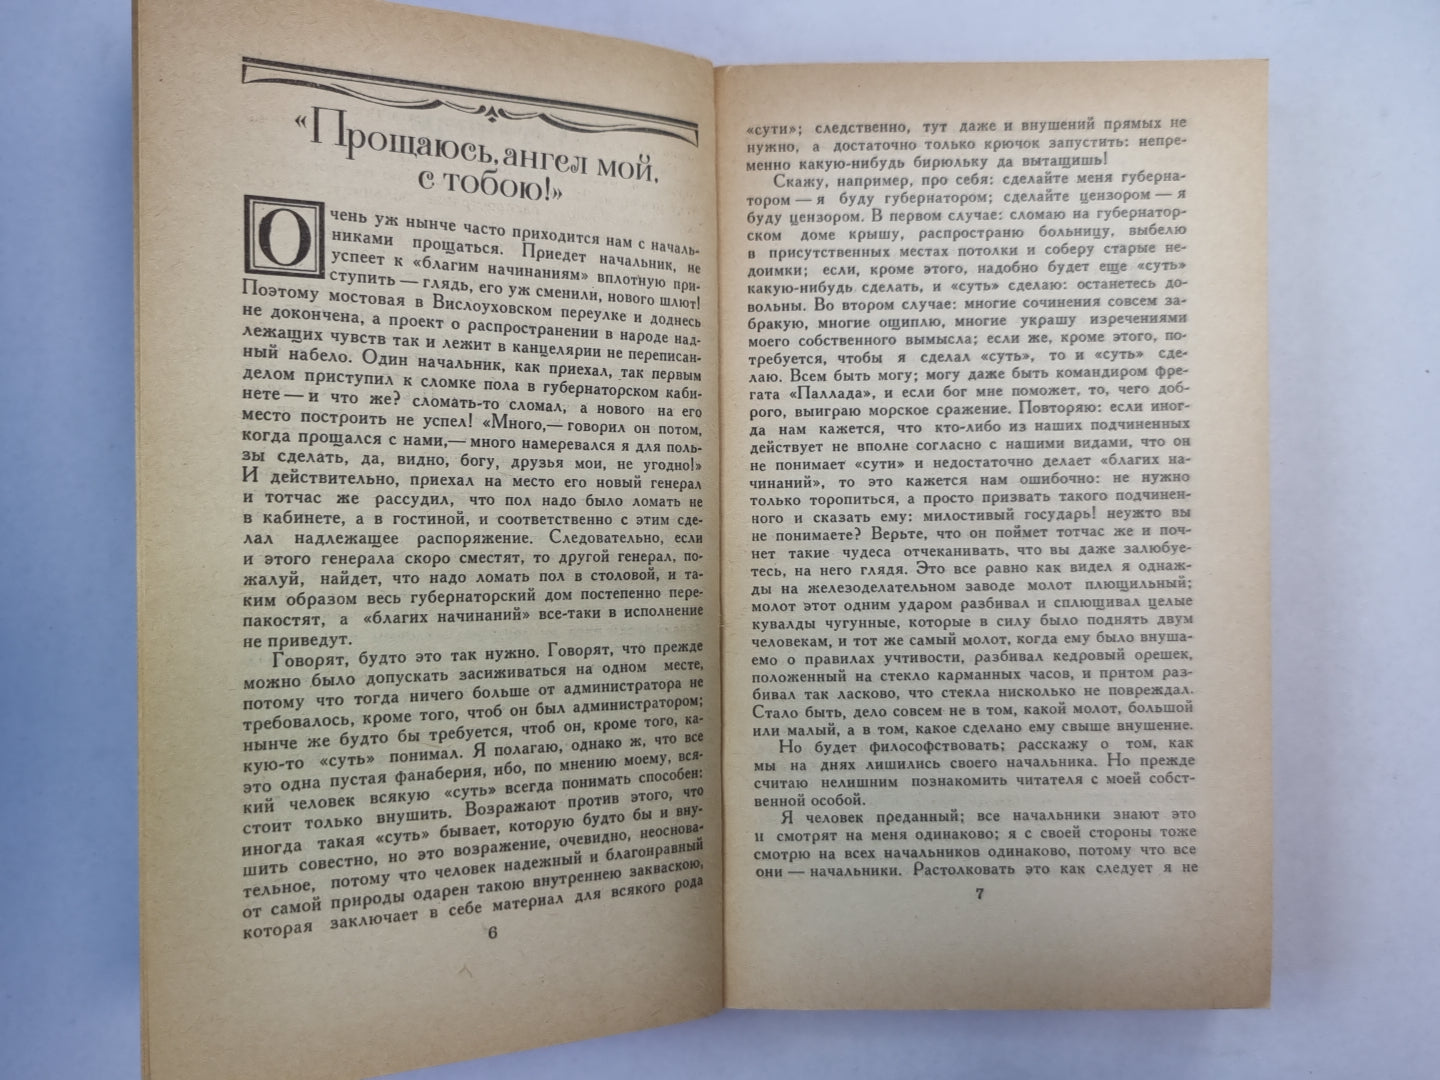 «Прощаюсь, ангел мой,
с тобою!»
Очень уж нынче часто приходится нам с началь-
никами прощаться. Приедет начальник, не
успеет к «благим начинаниям» вплотную при-
ступить — глядь, его уж сменили, нового шлют!
Поэтому мостовая в Вислоуховском переулке и доднесь
не докончена, а проект о распространении в народе над-
лежащих чувств так и лежит в канцелярии не переписан-
ный набело. Один начальник, как приехал, так первым
делом приступил к сломке пола в губернаторском каби-
нете — и что же? сломать-то сломал, а нового на его
место построить не успел! «Много,— говорил он потом,
когда прощался с нами,— много намеревался я для поль-
зы сделать, да, видно, богу, друзья мои, не угодно!»
И действительно, приехал на место его новый генерал
и тотчас же рассудил, что пол надо было ломать не
в кабинете, а в гостиной, и соответственно с этим сде-
лал надлежащее распоряжение. Следовательно, если
и этого генерала скоро сместят, то другой генерал, по-
жалуй, найдет, что надо ломать пол в столовой, и та-
ким образом весь губернаторский дом постепенно пере-
пакостят, а «благих начинаний» все-таки в исполнение
не приведут.
Говорят, будто это так нужно. Говорят, что прежде
можно было допускать засиживаться на одном месте,
потому что тогда ничего больше от администратора не
требовалось, кроме того, чтоб он был администратором;
нынче же будто бы требуется, чтоб он, кроме того, ка-
кую-то «суть» понимал. Я полагаю, однако ж, что все
это одна пустая фанаберия, ибо, по мнению моему, вся-
кий человек всякую «суть» всегда понимать способен:
стоит только внушить. Возражают против этого, что
иногда такая «суть» бывает, которую будто бы и вну-
шить совестно, но это возражение, очевидно, неоснова-
тельное, потому что человек надежный и благонравный
от самой природы одарен такою внутреннею закваскою,
которая заключает в себе материал для всякого рода
6
«сути»; следственно, тут даже и внушений прямых не
нужно, а достаточно только крючок запустить: непре-
менно какую-нибудь бирюльку да вытащишь!
Скажу, например, про себя: сделайте меня губерна-
тором — я буду губернатором; сделайте цензором — я
буду цензором. В первом случае: сломаю на губернатор-
ском доме крышу, распространю больницу, выбелю
в присутственных местах потолки и соберу старые не-
доимки; если, кроме этого, надобно будет еще «суть»
какую-нибудь сделать, и «суть» сделаю: останетесь до-
вольны. Во втором случае: многие сочинения совсем за-
бракую, многие ощиплю, многие украшу изречениями
моего собственного вымысла; если же, кроме этого, по-
требуется, чтобы я сделал «суть», то и «суть» сде-
лаю. Всем быть могу; могу даже быть командиром фре-
гата «Паллада», и если бог мне поможет, то, чего доб-
рого, выиграю морское сражение. Повторяю: если иног-
да нам кажется, что кто-либо из наших подчиненных
действует не вполне согласно с нашими видами, что он
не понимает «сути» и недостаточно делает «благих на-
чинаний», то это кажется нам ошибочно: не нужно
только торопиться, а просто призвать такого подчинен-
ного и сказать ему: милостивый государь! неужто вы
не понимаете? Верьте, что он поймет тотчас же и поч-
нет такие чудеса отчеканивать, что вы даже залюбуе-
тесь, на него глядя. Это все равно как видел я однаж-
ды на железоделательном заводе молот плющильный;
молот этот одним ударом разбивал и сплющивал целые
кувалды чугунные, которые в силу было поднять двум
человекам, и тот же самый молот, когда ему было внуша-
емо о правилах учтивости, разбивал кедровый орешек,
положенный на стекло карманных часов, и притом раз-
бивал так ласково, что стекла нисколько не повреждал.
Стало быть, дело совсем не в том, какой молот, большой
или малый, а в том, какое сделано ему свыше внушение.
Но будет философствовать; расскажу о том, как
мы на днях лишились своего начальника. Но прежде
считаю нелишним познакомить читателя с моей собст-
венной особой.
Я человек преданный; все начальники знают это
и смотрят на меня одинаково; я с своей стороны тоже
смотрю на всех начальников одинаково, потому что все
они — начальники. Растолковать это как следует я не
7